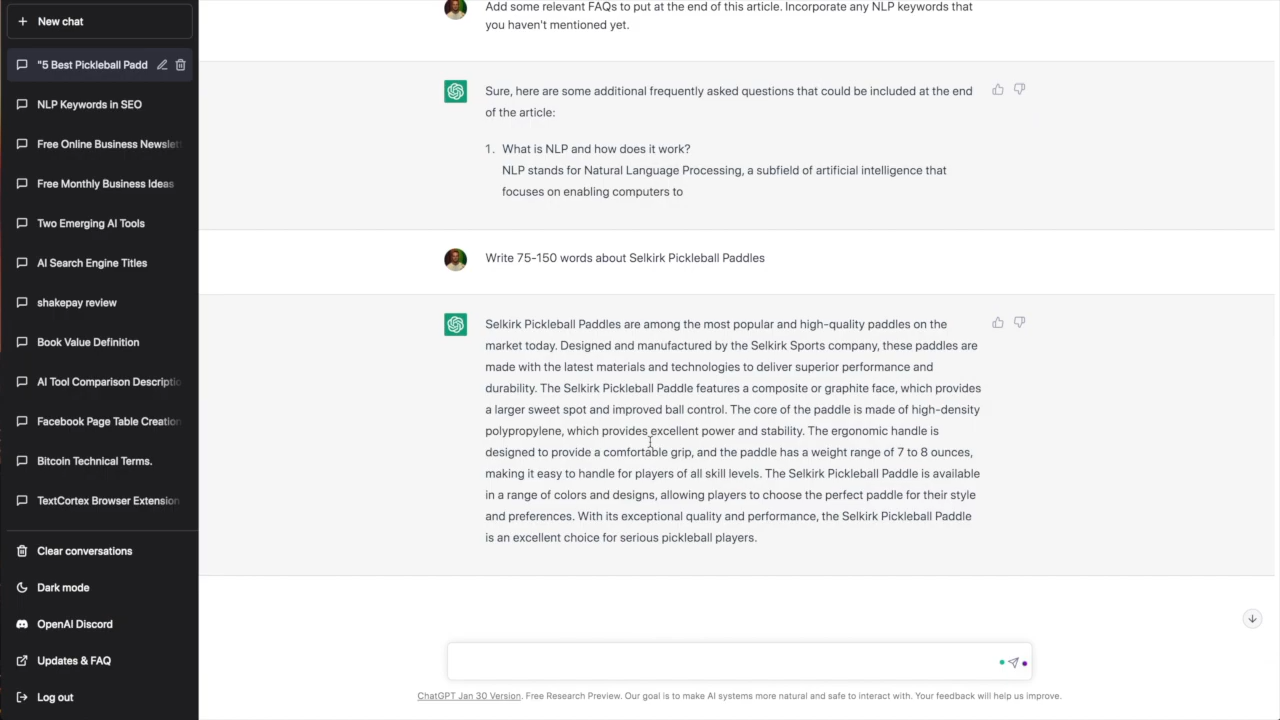 New chat
"5 Best Pickleball Padd
NLP Keywords in SEO
Free Online Business Newslet
Free Monthly Business Ideas
Two Emerging AI Tools
AI Search Engine Titles
shakepay review
Book Value Definition
AI Tool Comparison Descriptio
Facebook Page Table Creation
Bitcoin Technical Terms.
TextCortex Browser Extension
Clear conversations
Dark mode
OpenAI Discord
Updates & FAQ
Log out
Add some relevant FAQs to put at the end of this article. Incorporate any NLP keywords that
you haven't mentioned yet.
Sure, here are some additional frequently asked questions that could be included at the end
of the article:
1. What is NLP and how does it work?
NLP stands for Natural Language Processing, a subfield of artificial intelligence that
focuses on enabling computers to
Write 75-150 words about Selkirk Pickleball Paddles
Selkirk Pickleball Paddles are among the most popular and high-quality paddles on the
market today. Designed and manufactured by the Selkirk Sports company, these paddles are
made with the latest materials and technologies to deliver superior performance and
durability. The Selkirk Pickleball Paddle features a composite or graphite face, which provides
a larger sweet spot and improved ball control. The core of the paddle is made of high-density
polypropylene, which provides excellent power and stability. The ergonomic handle is
designed to provide a comfortable grip, and the paddle has a weight range of 7 to 8 ounces,
making it easy to handle for players of all skill levels. The Selkirk Pickleball Paddle is available
in a range of colors and designs, allowing players to choose the perfect paddle for their style
and preferences. With its exceptional quality and performance, the Selkirk Pickleball Paddle
is an excellent choice for serious pickleball players.
ChatGPT Jan 30 Version. Free Research Preview. Our goal is to make AI systems more natural and safe to interact with. Your feedback will help us improve.